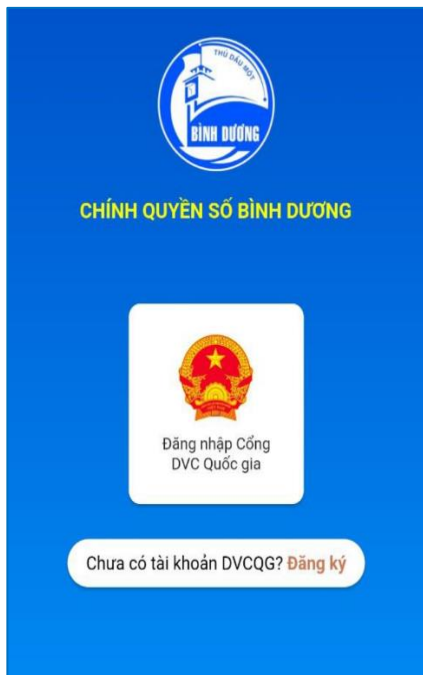 THỦ DẦU MỘT
BÌNH DƯƠNG
CHÍNH QUYỀN SỐ BÌNH DƯƠNG
Đăng nhập Cổng
DVC Quốc gia
Chưa có tài khoản DVCQG? Đăng ký